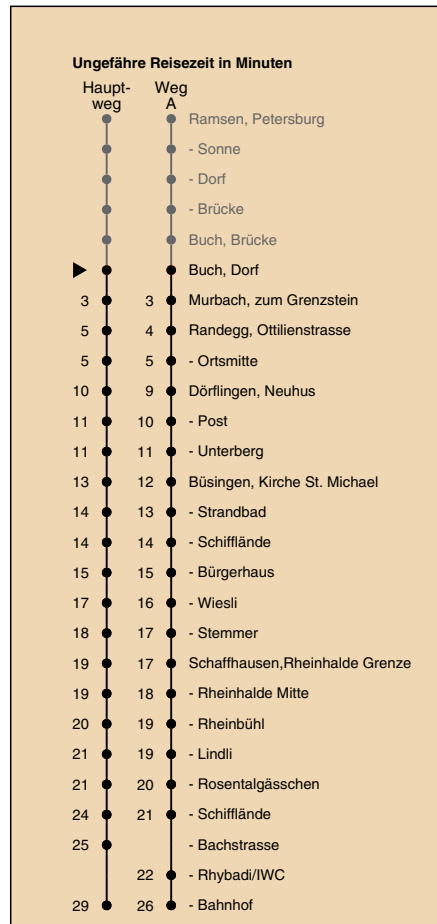 Ungefähre Reisezeit in Minuten
Haupt- Weg
weg A
Ramsen, Petersburg
- Sonne
- Dorf
- Brücke
Buch, Brücke
Buch, Dorf
3 3 Murbach, zum Grenzstein
5 4 Randegg, Ottilienstrasse
5 5 - Ortsmitte
10 9 Dörflingen, Neuhus
11 10 - Post
11 11 - Unterberg
13 12 Büsingen, Kirche St. Michael
14 13 - Strandbad
14 14 - Schifflände
15 15 - Bürgerhaus
17 16 - Wiesli
18 17 - Stemmer
19 17 Schaffhausen,Rheinhalde Grenze
19 18 - Rheinhalde Mitte
20 19 - Rheinbühl
21 19 - Lindli
21 20 - Rosentalgässchen
24 21 - Schifflände
25 - Bachstrasse
22 - Rhybadi/IWC
29 26 - Bahnhof